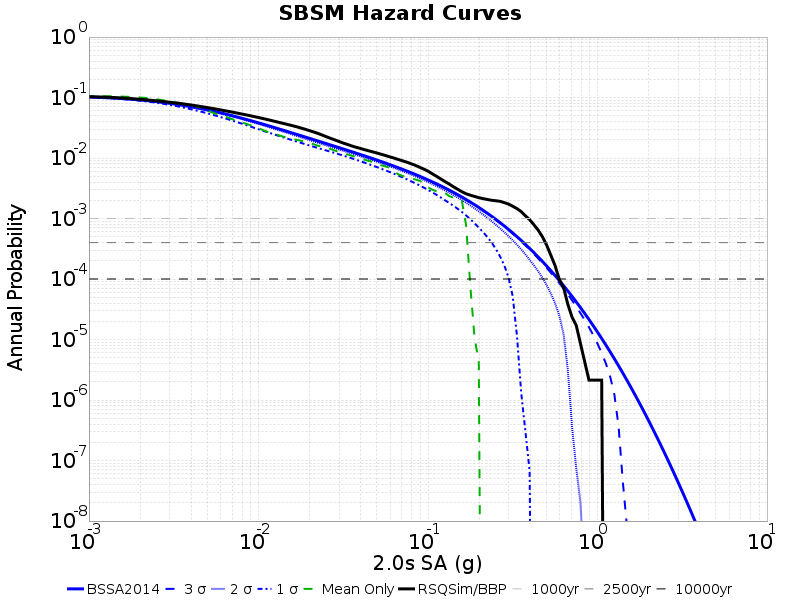 SBSM Hazard Curves
10^0
10^-1
10^-2
10^-3
10^-4
10^-5
10^-6
10^-7
10^-8
Annual Probability
10^-3 10^-2 10^-1 10^0 10^1
2.0s SA (g)
BSSA2014 3 σ 2 σ 1 σ Mean Only RSQSim/BBP 1000yr 2500yr 10000yr